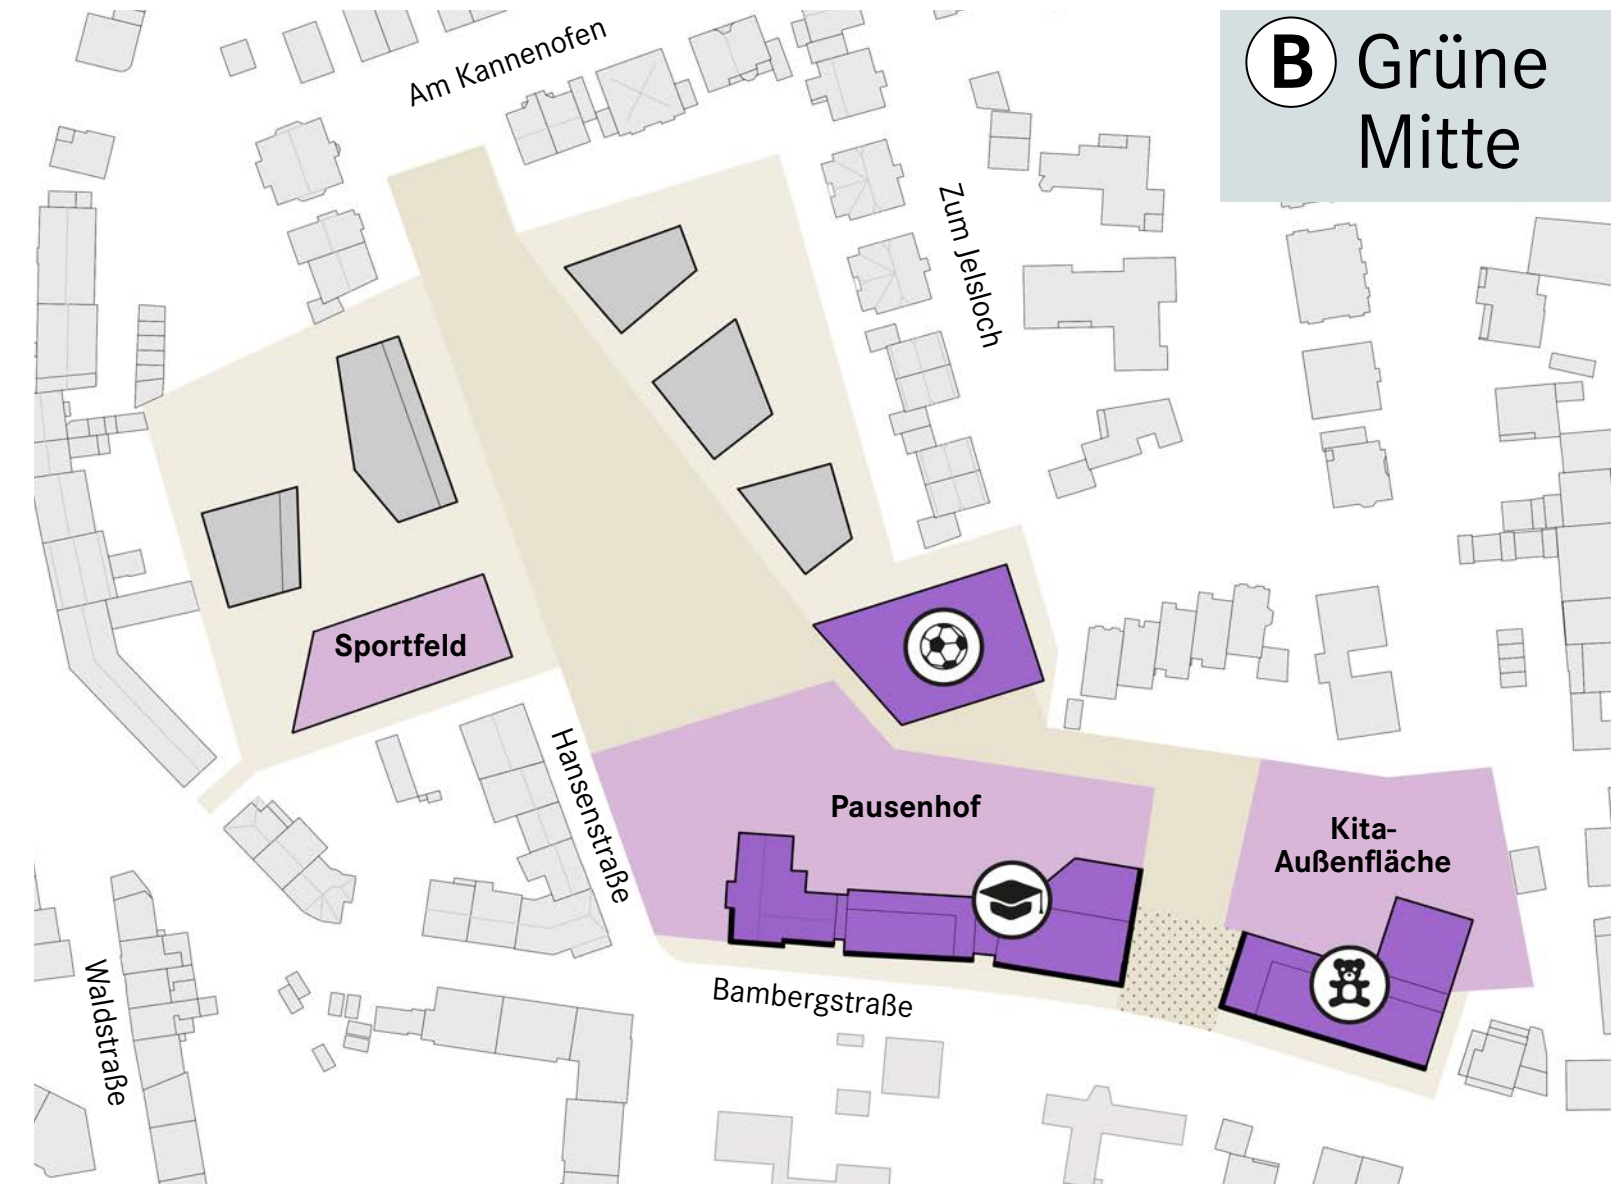 B Grüne
Mitte
Am Kannenofen
Zum Jelsloch
Sportfeld
Hansenstraße
Pausenhof
Kita-
Außenfläche
Bambergstraße
Waldstraße